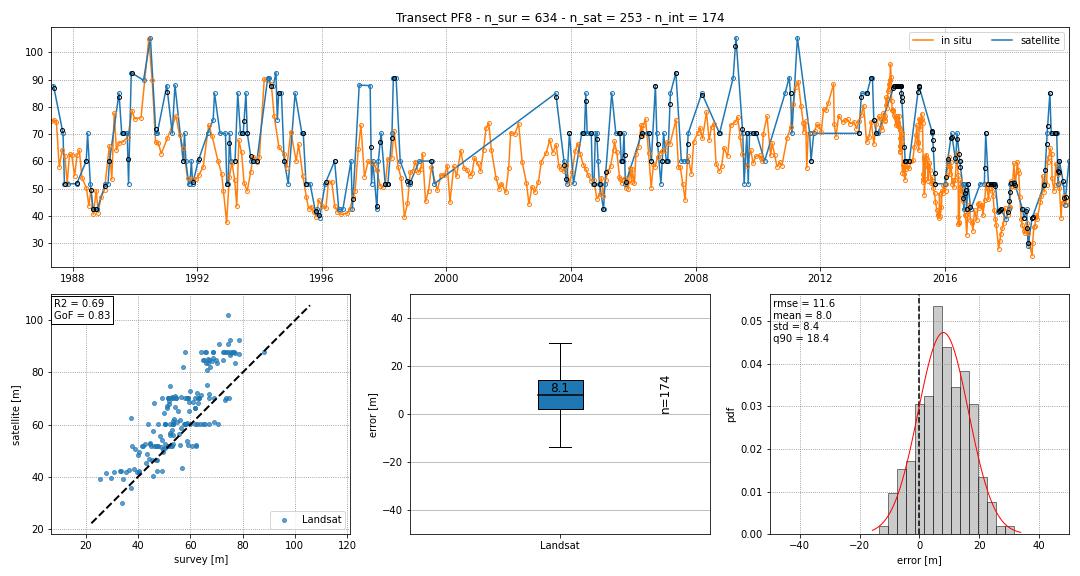 Transect PF8 - n_sur = 634 - n_sat = 253 - n_int = 174
in situ
satellite
100
90
80
70
60
50
40
30
1988
1992
1996
2000
2004
2008
2012
2016
R2 = 0.69
GoF = 0.83
satellite [m]
100
80
60
40
20
20
40
60
80
100
120
survey [m]
Landsat
error [m]
40
20
0
−20
−40
8.1
n=174
Landsat
rmse = 11.6
mean = 8.0
std = 8.4
q90 = 18.4
pdf
0.05
0.04
0.03
0.02
0.01
0.00
−40
−20
0
20
40
error [m]